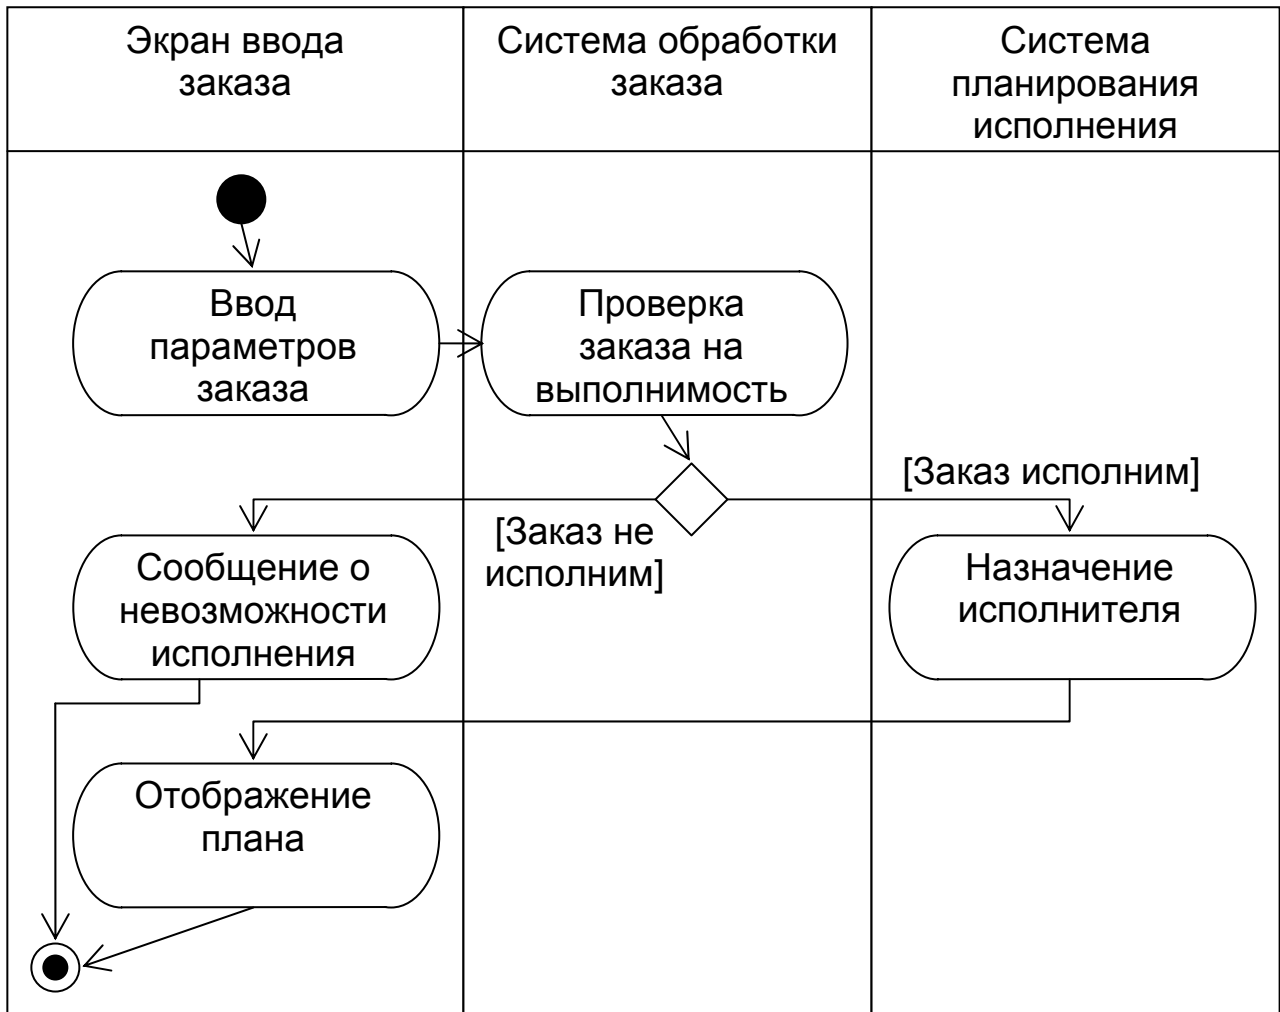 Экран ввода
заказа
Система обработки
заказа
Система
планирования
исполнения
Ввод
параметров
заказа
Проверка
заказа на
выполнимость
[Заказ исполним]
[Заказ не
исполним]
Сообщение о
невозможности
исполнения
Назначение
исполнителя
Отображение
плана